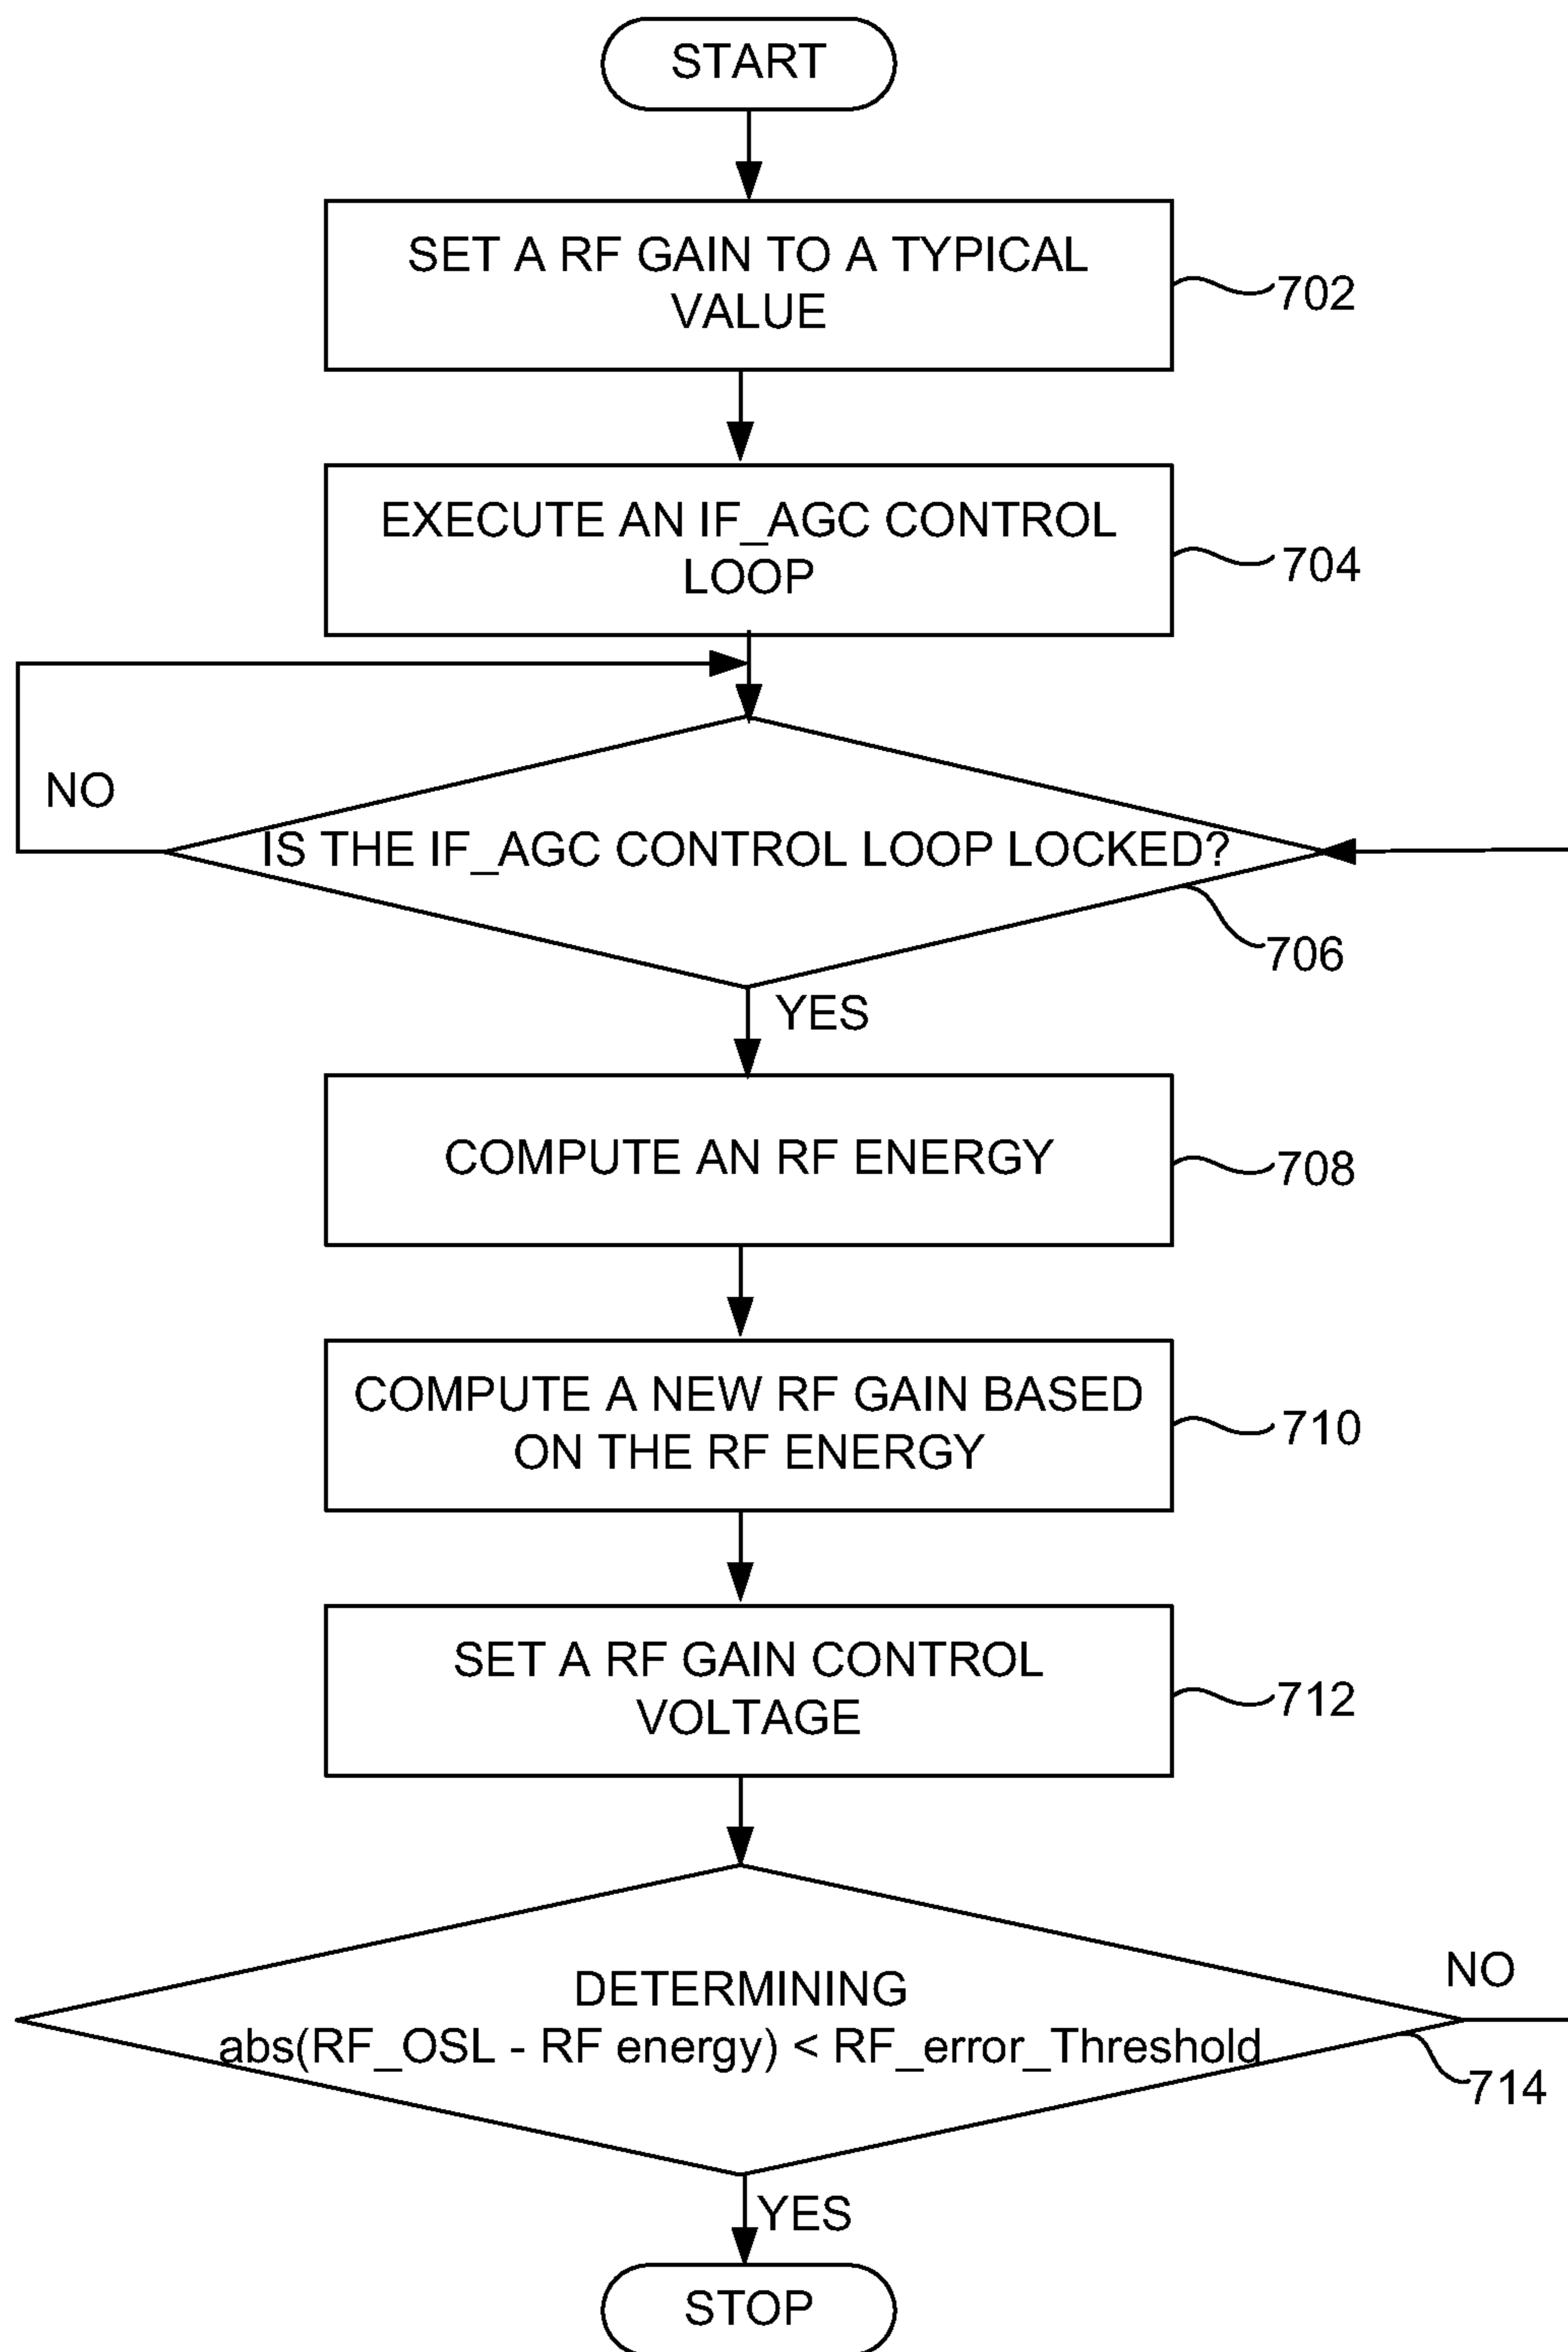 START
SET A RF GAIN TO A TYPICAL
VALUE
702
EXECUTE AN IF_AGC CONTROL
LOOP
704
NO
IS THE IF_AGC CONTROL LOOP LOCKED?
706
YES
COMPUTE AN RF ENERGY
708
COMPUTE A NEW RF GAIN BASED
ON THE RF ENERGY
710
SET A RF GAIN CONTROL
VOLTAGE
712
NO
DETERMINING
abs(RF_OSL - RF energy) < RF_error_Threshold
714
YES
STOP